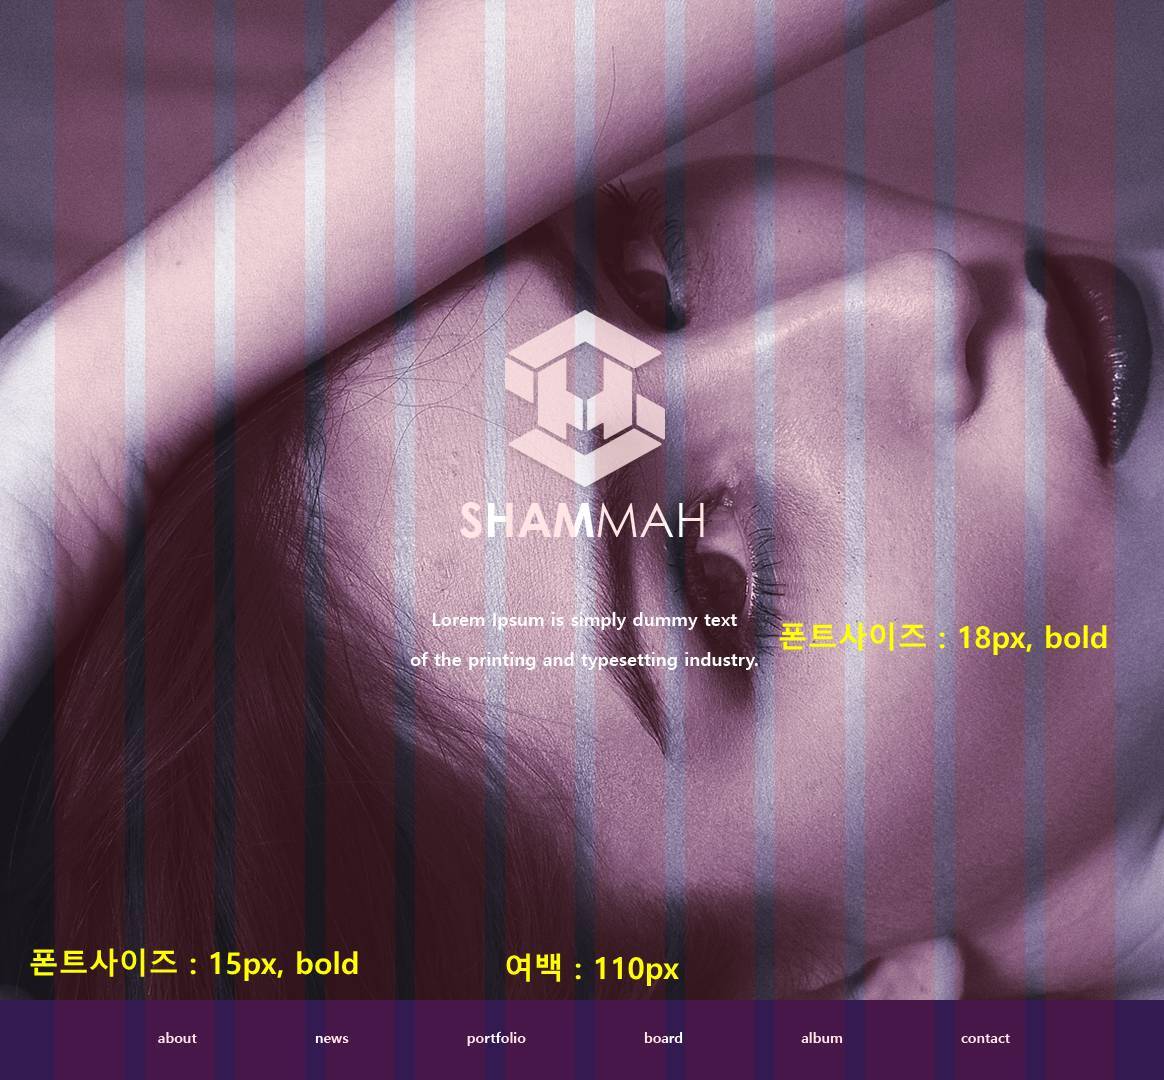 SHAMMAH
Lorem Ipsum is simply dummy text
of the printing and typesetting industry.
폰트사이즈 : 18px, bold
폰트사이즈 : 15px, bold
여백 : 110px
about news portfolio board album contact